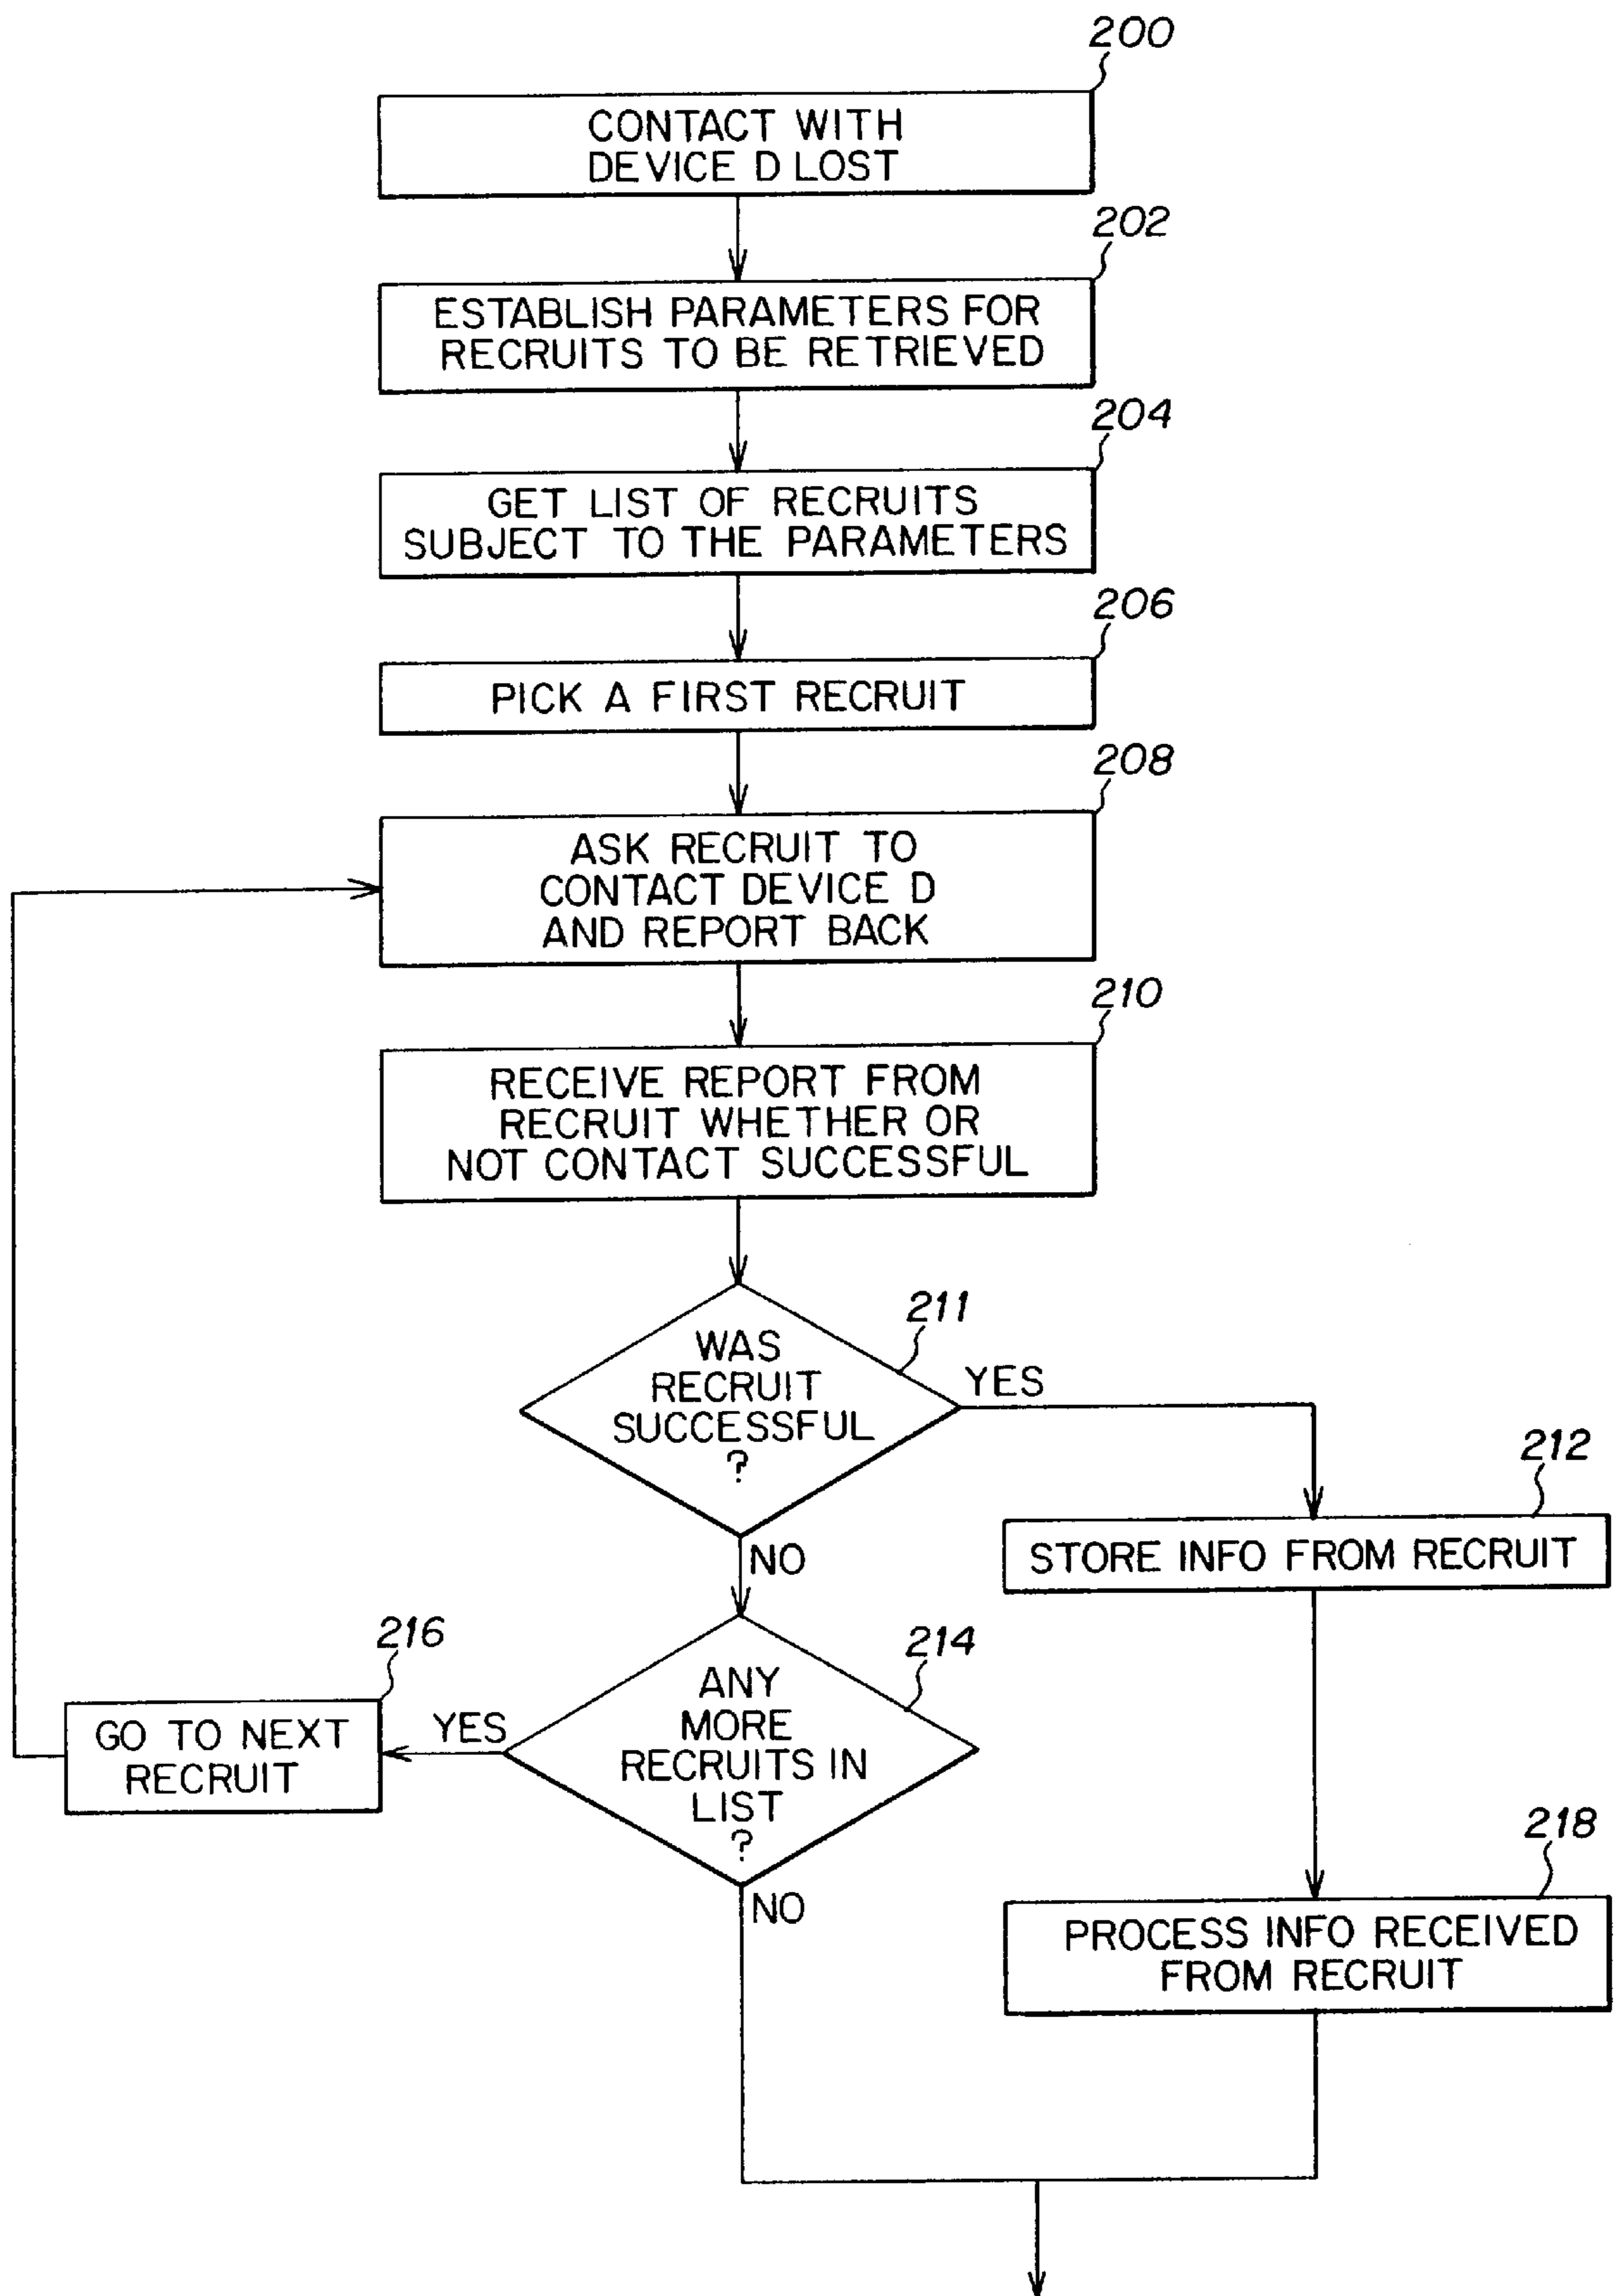 200
CONTACT WITH
DEVICE D LOST
202
ESTABLISH PARAMETERS FOR
RECRUITS TO BE RETRIEVED
204
GET LIST OF RECRUITS
SUBJECT TO THE PARAMETERS
206
PICK A FIRST RECRUIT
208
ASK RECRUIT TO
CONTACT DEVICE D
AND REPORT BACK
210
RECEIVE REPORT FROM
RECRUIT WHETHER OR
NOT CONTACT SUCCESSFUL
211
WAS
RECRUIT
SUCCESSFUL
?
YES
NO
212
STORE INFO FROM RECRUIT
214
ANY
MORE
RECRUITS IN
LIST
?
YES
NO
216
GO TO NEXT
RECRUIT
218
PROCESS INFO RECEIVED
FROM RECRUIT